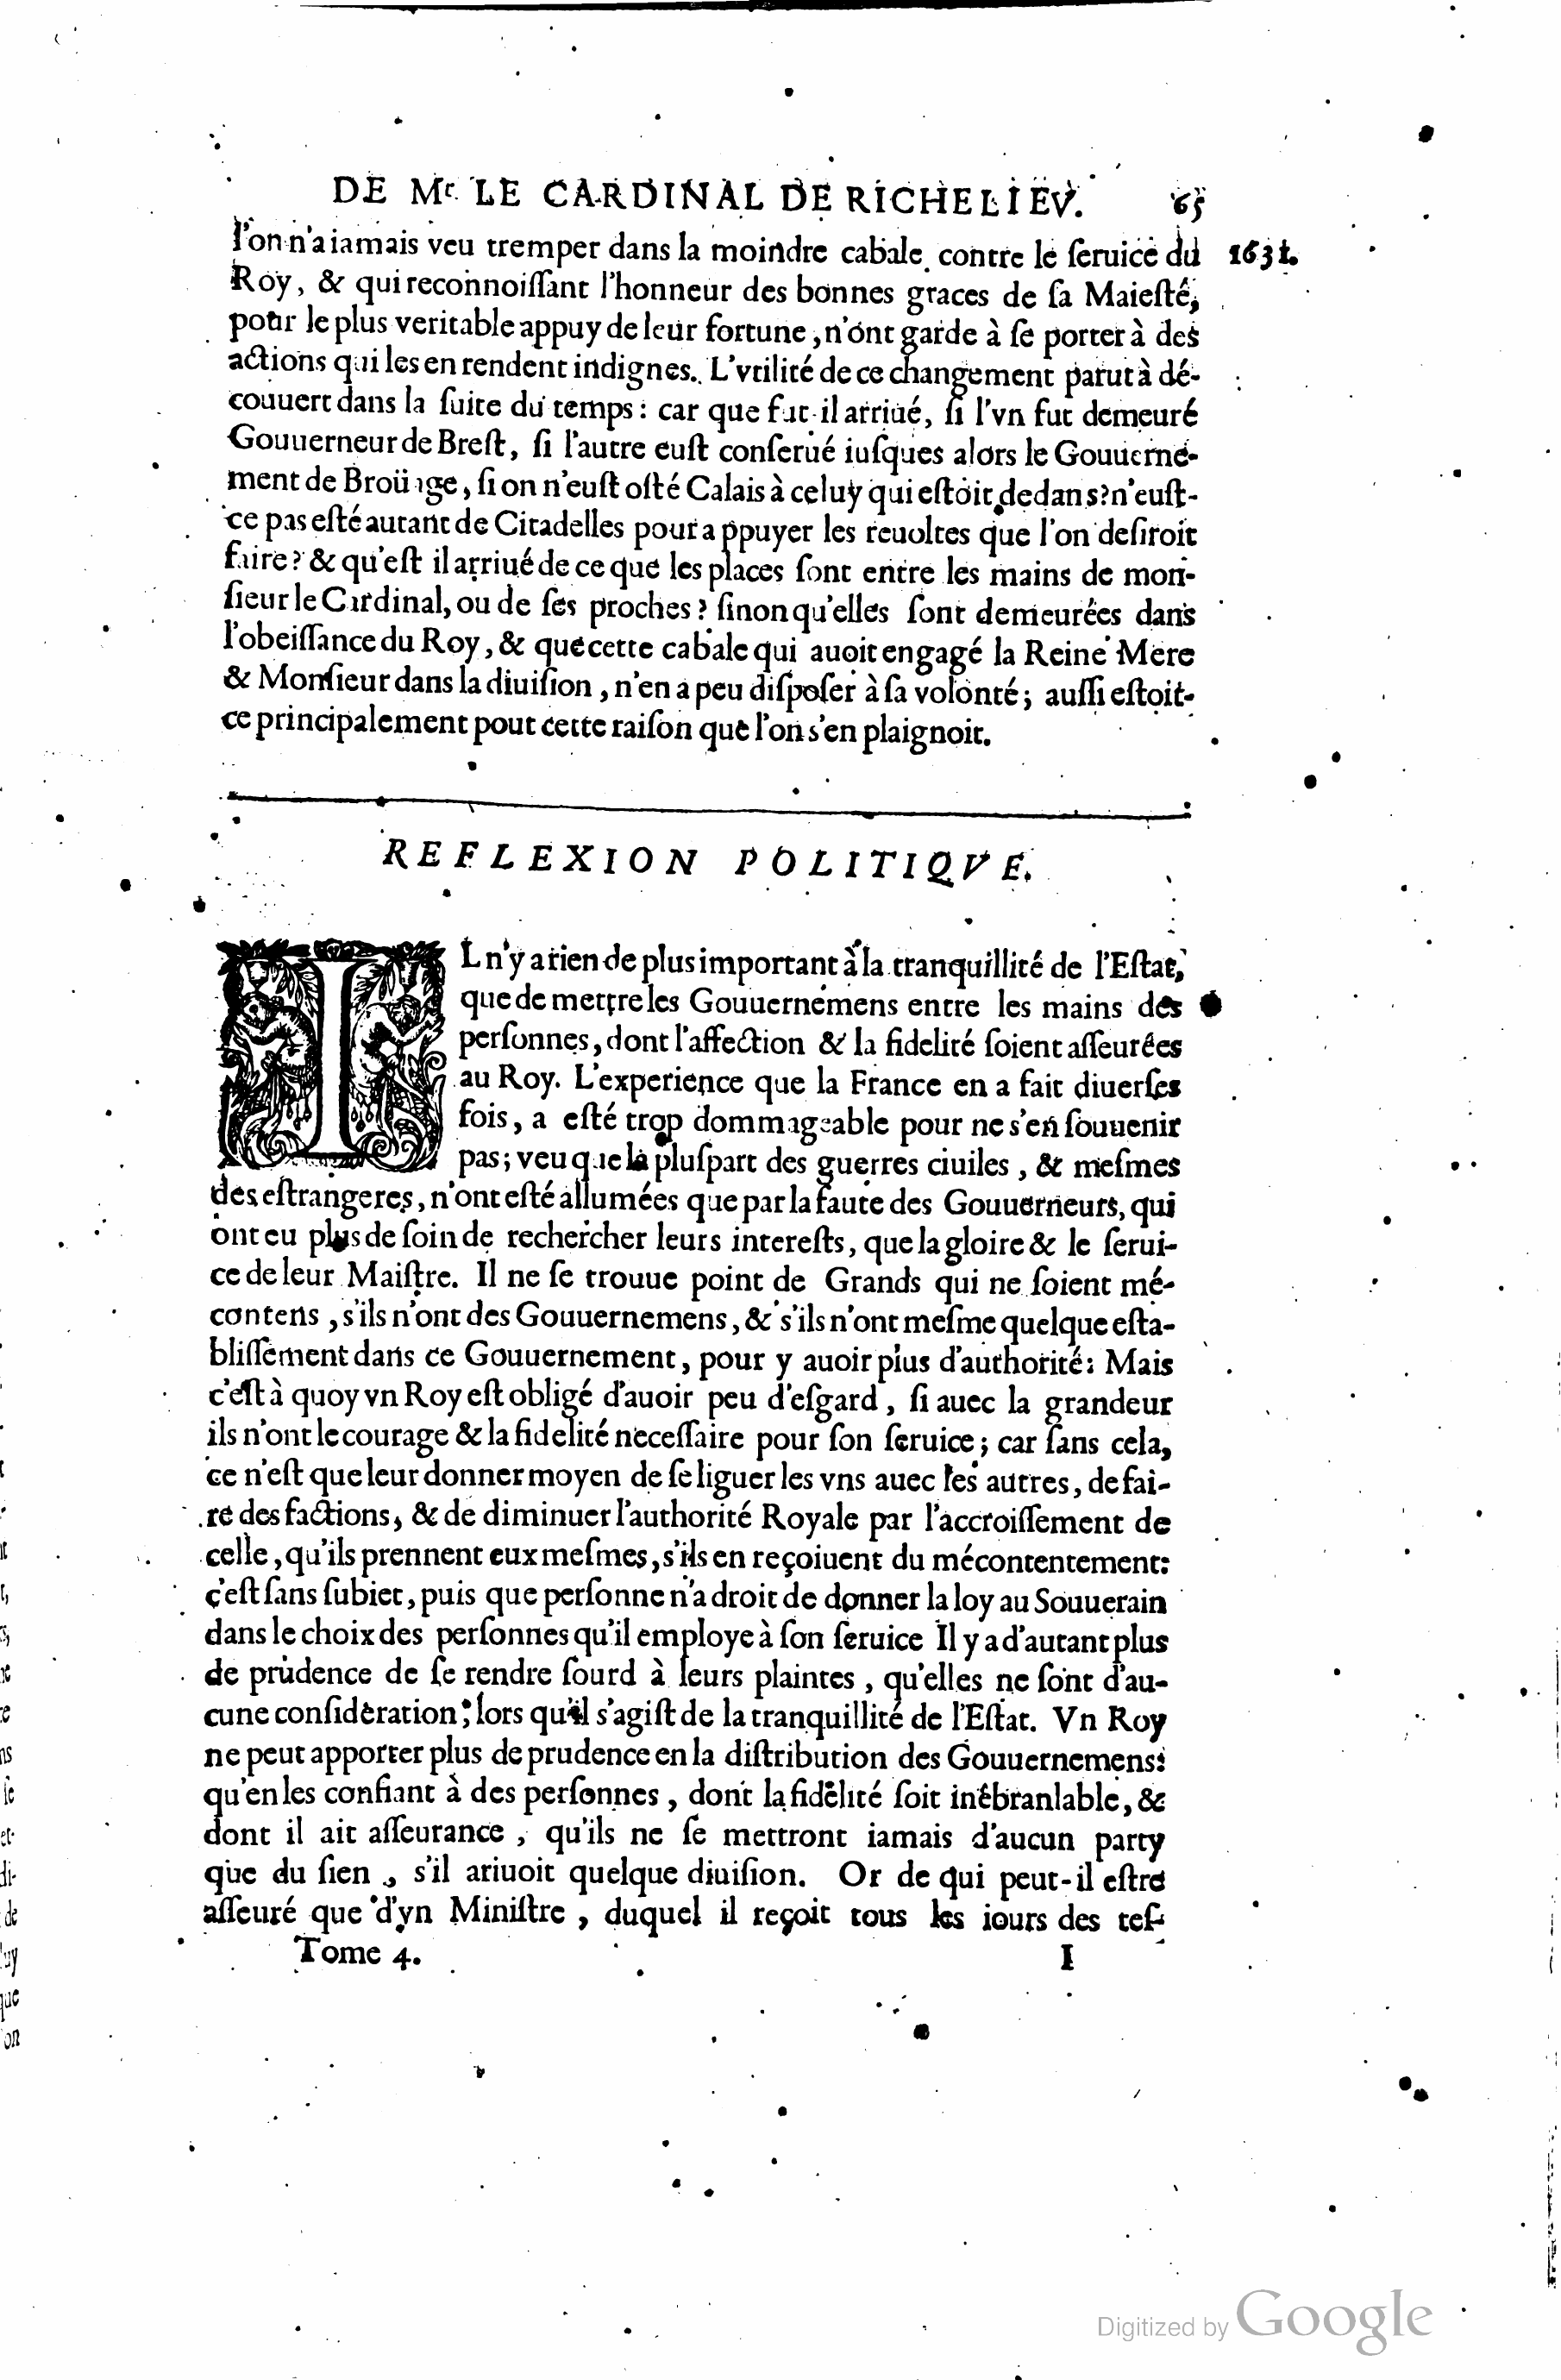 DE Mr. LE CARDINAL DE RICHELIEV. 65
l'on n'a iamais veu tremper dans la moindre cabale contre le ſeruice du 1631.
Roy, & qui reconnoiſſant l'honneur des bonnes graces de ſa Maieſté,
pour le plus veritable appuy de leur fortune, n'ont garde à ſe porter à des
actions qui les en rendent indignes. L'vtilité de ce changement parut à dé-
couuert dans la ſuite du temps: car que fut-il arriué, ſi l'vn fut demeuré
Gouuerneur de Breſt, ſi l'autre euſt conſerué iuſques alors le Gouuerne-
ment de Broüage, ſi on n'euſt oſté Calais à celuy qui eſtoit dedans? n'euſt-
ce pas eſté autant de Citadelles pour appuyer les reuoltes que l'on deſiroit
faire? & qu'eſt il arriué de ce que les places ſont entre les mains de mon-
ſieur le Cardinal, ou de ſes proches? ſinon qu'elles ſont demeurées dans
l'obeiſſance du Roy, & que cette cabale qui auoit engagé la Reine Mere
& Monſieur dans la diuiſion, n'en a peu diſpoſer à ſa volonté; auſſi eſtoit-
ce principalement pout cette raiſon que l'on s'en plaignoit.
REFLEXION POLITIQVE.
IL n'y a rien de plus important à la tranquillité de l'Eſtat,
que de mettre les Gouuernemens entre les mains des
perſonnes, dont l'affection & la fidelité ſoient aſſeurées
au Roy. L'experience que la France en a fait diuerſes
fois, a eſté trop dommageable pour ne s'en ſouuenir
pas; veu que la pluſpart des guerres ciuiles, & meſmes
des eſtrangeres, n'ont eſté allumées que par la faute des Gouuerneurs, qui
ont eu plus de ſoin de rechercher leurs intereſts, que la gloire & le ſerui-
ce de leur Maiſtre. Il ne ſe trouue point de Grands qui ne ſoient mé-
contens, s'ils n'ont des Gouuernemens, & s'ils n'ont meſme quelque eſta-
bliſſement dans ce Gouuernement, pour y auoir plus d'authorité: Mais
c'eſt à quoy vn Roy eſt obligé d'auoir peu d'eſgard, ſi auec la grandeur
ils n'ont le courage & la fidelité neceſſaire pour ſon ſeruice; car ſans cela,
ce n'eſt que leur donner moyen de ſe liguer les vns auec les autres, de fai-
re des factions, & de diminuer l'authorité Royale par l'accroiſſement de
celle, qu'ils prennent eux meſmes, s'ils en reçoiuent du mécontentement:
c'eſt ſans ſubiet, puis que perſonne n'a droit de donner la loy au Souuerain
dans le choix des perſonnes qu'il employe à ſon ſeruice Il y a d'autant plus
de prudence de ſe rendre ſourd à leurs plaintes, qu'elles ne ſont d'au-
cune conſideration; lors qu'il s'agiſt de la tranquillité de l'Eſtat. Vn Roy
ne peut apporter plus de prudence en la diſtribution des Gouuernemens:
qu'en les confiant à des perſonnes, dont la fidelité ſoit inébranlable, &
dont il ait aſſeurance, qu'ils ne ſe mettront iamais d'aucun party
que du ſien, s'il ariuoit quelque diuiſion. Or de qui peut-il eſtre
aſſeuré que d'vn Miniſtre, duquel il reçoit tous les iours des teſ-
Tome 4. I
Digitized by Google